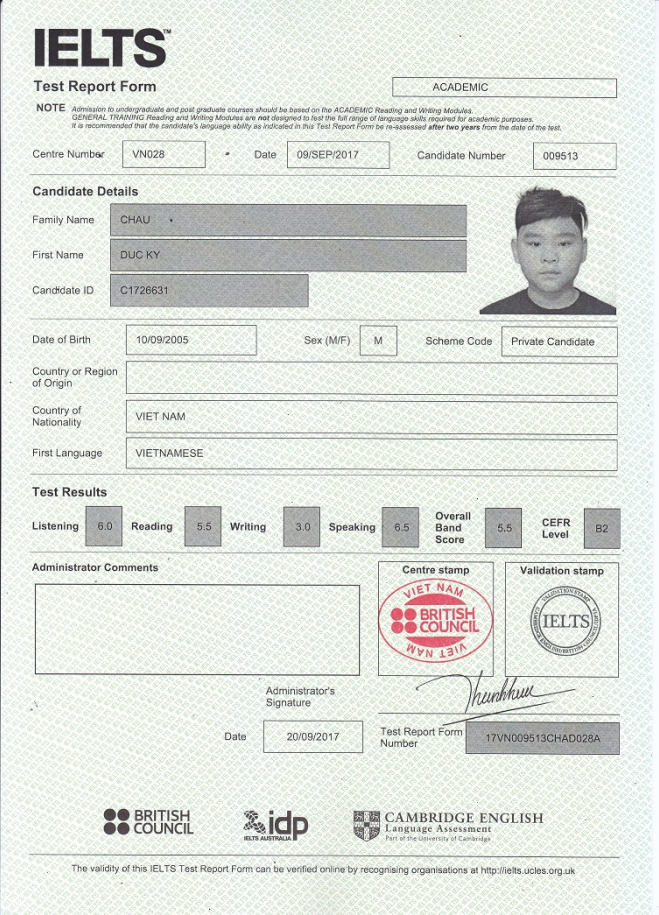 IELTS™
Test Report Form
ACADEMIC
NOTE Admission to undergraduate and post graduate courses should be based on the ACADEMIC Reading and Writing Modules.
GENERAL TRAINING Reading and Writing Modules are not designed to test the full range of language skills required for academic purposes.
It is recommended that the candidate's language ability as indicated in this Test Report Form be re-assessed after two years from the date of the test.
Centre Number VN028 Date 09/SEP/2017 Candidate Number 009513
Candidate Details
Family Name CHAU
First Name DUC KY
Candidate ID C1726631
Date of Birth 10/09/2005 Sex (M/F) M Scheme Code Private Candidate
Country or Region
of Origin
Country of
Nationality VIET NAM
First Language VIETNAMESE
Test Results
Listening 6.0 Reading 5.5 Writing 3.0 Speaking 6.5 Overall Band Score 5.5 CEFR Level B2
Administrator Comments
Centre stamp
VIET NAM
BRITISH
COUNCIL
VIET NAM
Validation stamp
VALIDATION STAMP
IELTS
Administrator's
Signature
Date 20/09/2017
Test Report Form
Number 17VN009513CHAD028A
BRITISH
COUNCIL
idp
IELTS AUSTRALIA
CAMBRIDGE ENGLISH
Language Assessment
Part of the University of Cambridge
The validity of this IELTS Test Report Form can be verified online by recognising organisations at http://ielts.ucles.org.uk